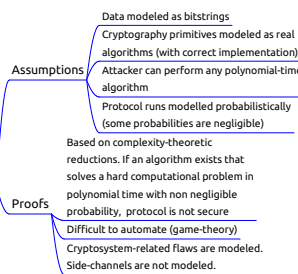 Data modeled as bitstrings
Cryptography primitives modeled as real
algorithms (with correct implementation)
Assumptions
Attacker can perform any polynomial-time
algorithm
Protocol runs modelled probabilistically
(some probabilities are negligible)
Based on complexity-theoretic
reductions. If an algorithm exists that
solves a hard computational problem in
polynomial time with non negligible
probability, protocol is not secure
Proofs
Difficult to automate (game-theory)
Cryptosystem-related flaws are modeled.
Side-channels are not modeled.